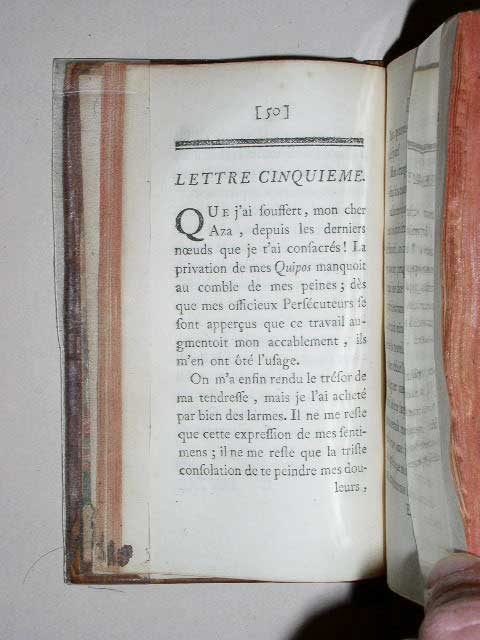 [50]
LETTRE CINQUIEME.
QUE j'ai ſouffert, mon cher
Aza, depuis les derniers
nœuds que je t'ai conſacrés! La
privation de mes Quipos manquoit
au comble de mes peines; dès
que mes officieux Perſécuteurs ſe
ſont apperçus que ce travail au-
gmentoit mon accablement, ils
m'en ont ôté l'uſage.
On m'a enfin rendu le tréſor de
ma tendreſſe, mais je l'ai acheté
par bien des larmes. Il ne me reſte
que cette expreſſion de mes ſenti-
mens; il ne me reſte que la triſte
conſolation de te peindre mes dou-
leurs,